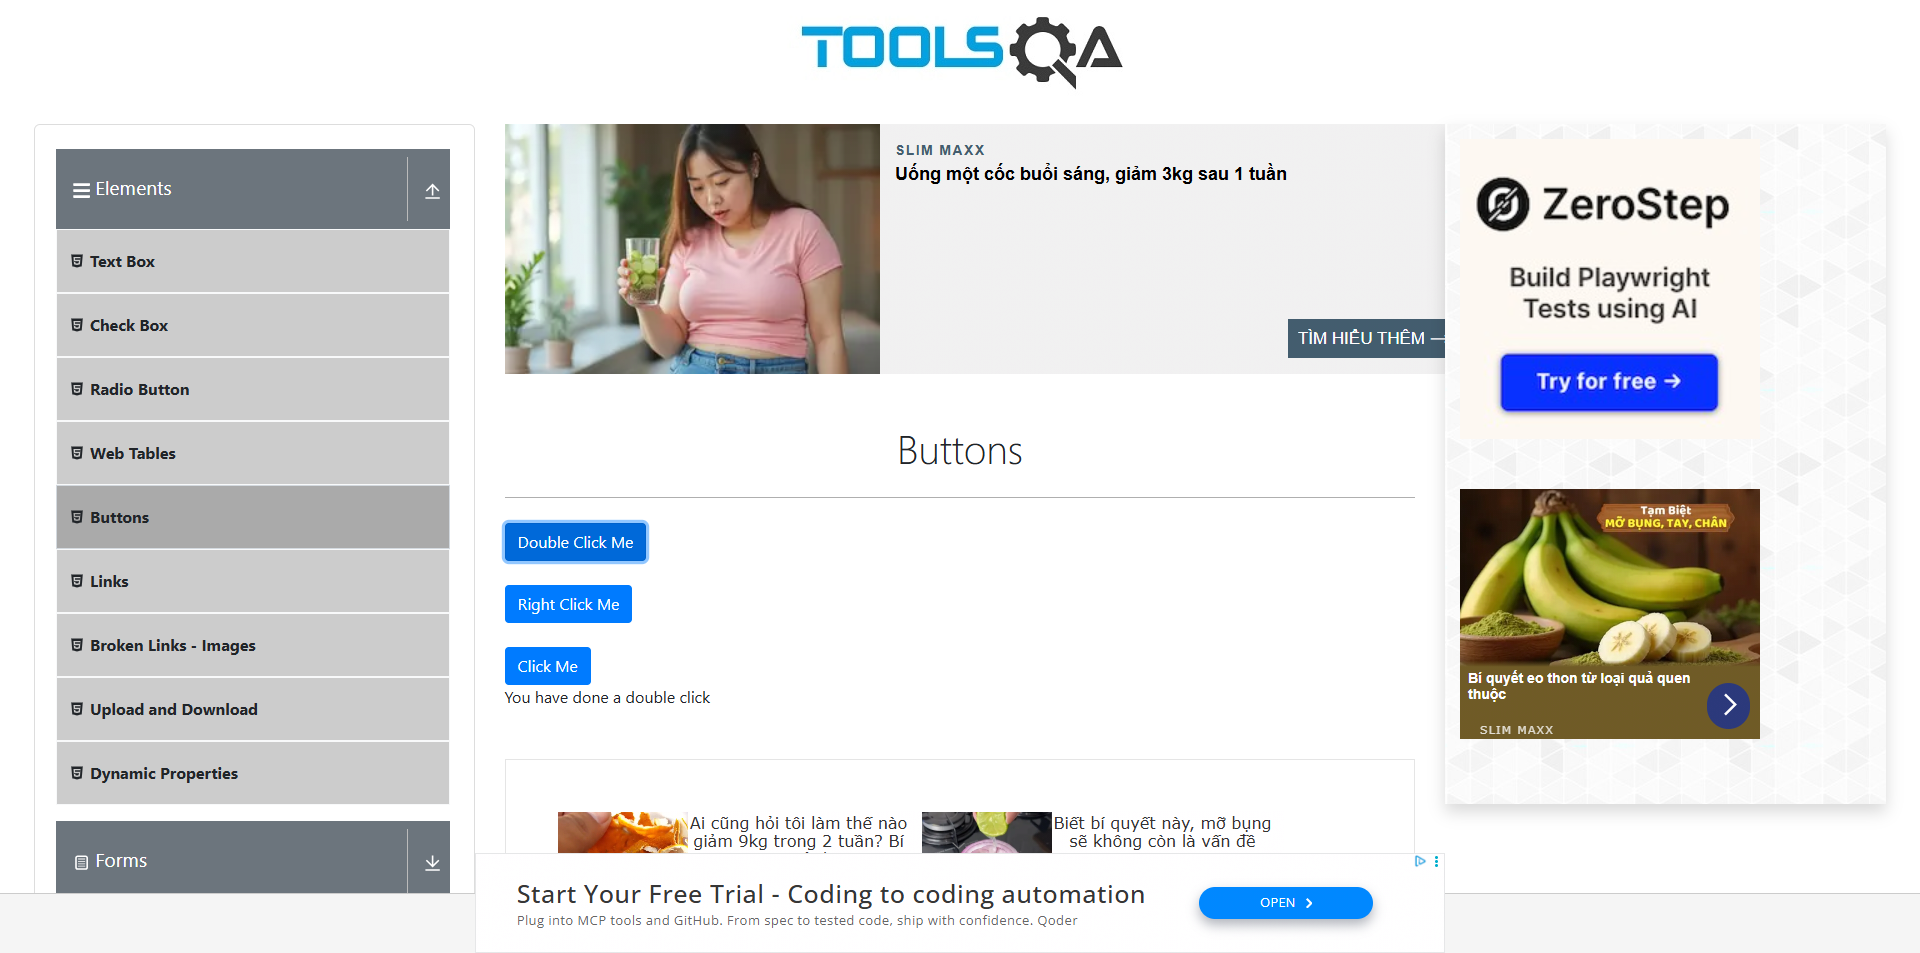 TOOLSQA
Elements
Text Box
Check Box
Radio Button
Web Tables
Buttons
Links
Broken Links - Images
Upload and Download
Dynamic Properties
Forms
SLIM MAXX
Uống một cốc buổi sáng, giảm 3kg sau 1 tuần
TÌM HIỂU THÊM
Buttons
Double Click Me
Right Click Me
Click Me
You have done a double click
Ai cũng hỏi tôi làm thế nào
giảm 9kg trong 2 tuần? Bí
Biết bí quyết này, mỡ bụng
sẽ không còn là vấn đề
Start Your Free Trial - Coding to coding automation
Plug into MCP tools and GitHub. From spec to tested code, ship with confidence. Qoder
OPEN
ZeroStep
Build Playwright
Tests using AI
Try for free →
Tạm Biệt
MỠ BỤNG, TAY, CHÂN
Bí quyết eo thon từ loại quả quen
thuộc
SLIM MAXX